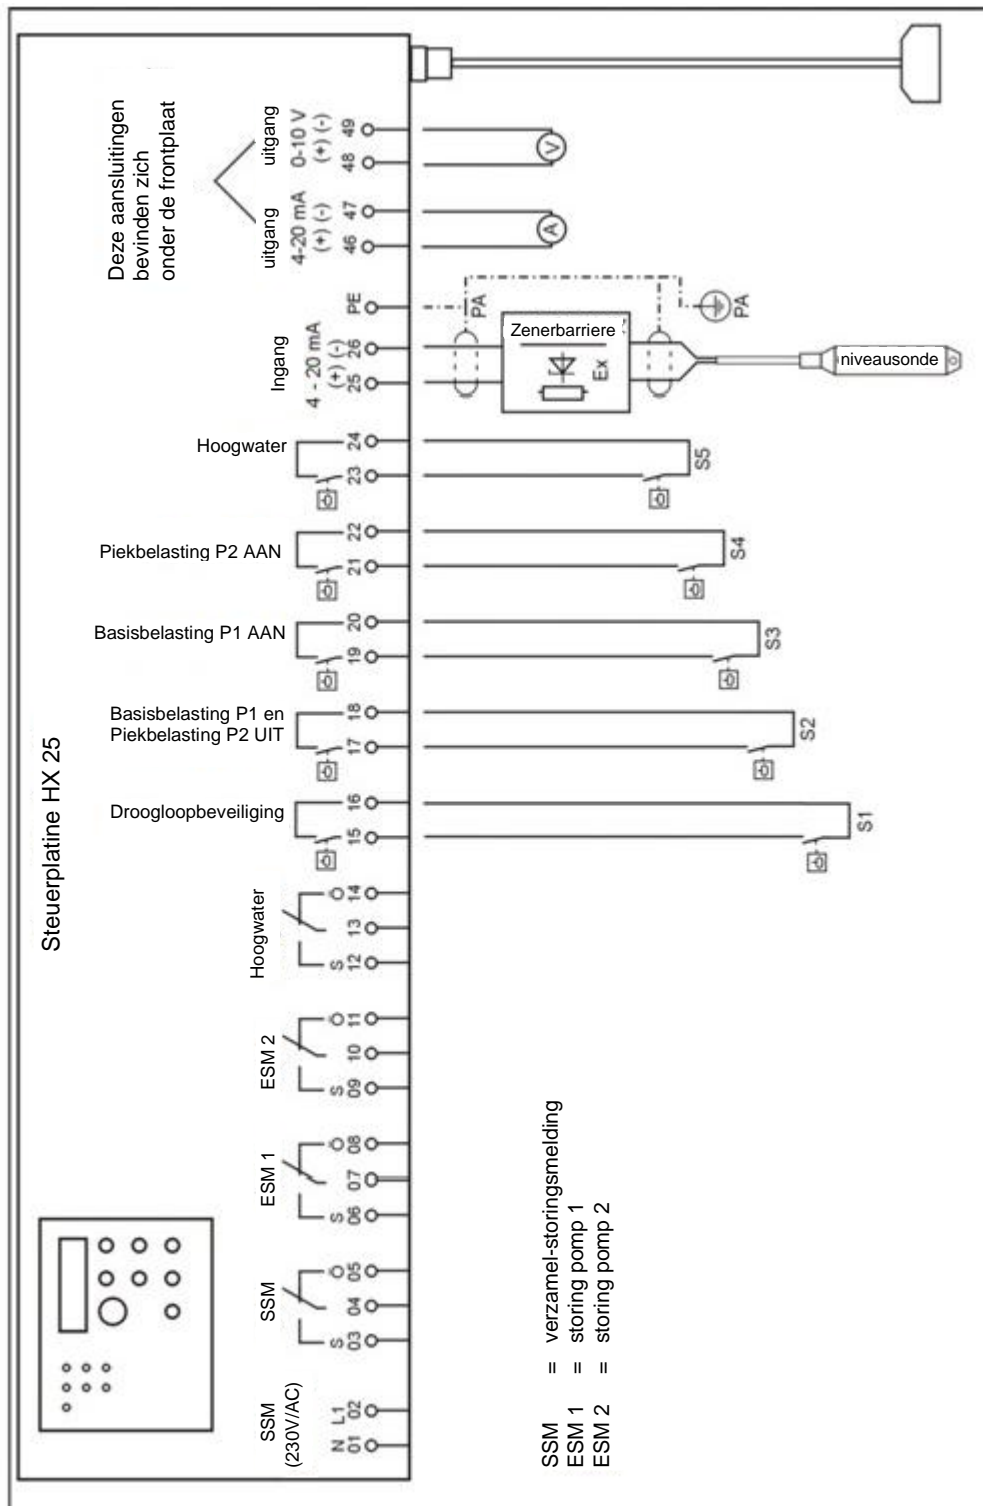 Steuerplatine HX 25
SSM
(230V/AC)
N L1
01 02
SSM
S O
03 04 05
ESM 1
S O
06 07 08
ESM 2
S O
09 10 11
Hoogwater
S O
12 13 14
Droogloopbeveiliging
15 16
Basisbelasting P1 en
Piekbelasting P2 UIT
17 18
Basisbelasting P1 AAN
19 20
Piekbelasting P2 AAN
21 22
Hoogwater
23 24
Ingang
4 - 20 mA
(+) (-)
25 26
PE
uitgang
4-20 mA
(+) (-)
46 47
uitgang
0-10 V
(+) (-)
48 49
Deze aansluitingen
bevinden zich
onder de frontplaat
S1
S2
S3
S4
S5
PA
Zenerbarriere
Ex
PA
niveausonde
A
V
SSM = verzamel-storingsmelding
ESM 1 = storing pomp 1
ESM 2 = storing pomp 2